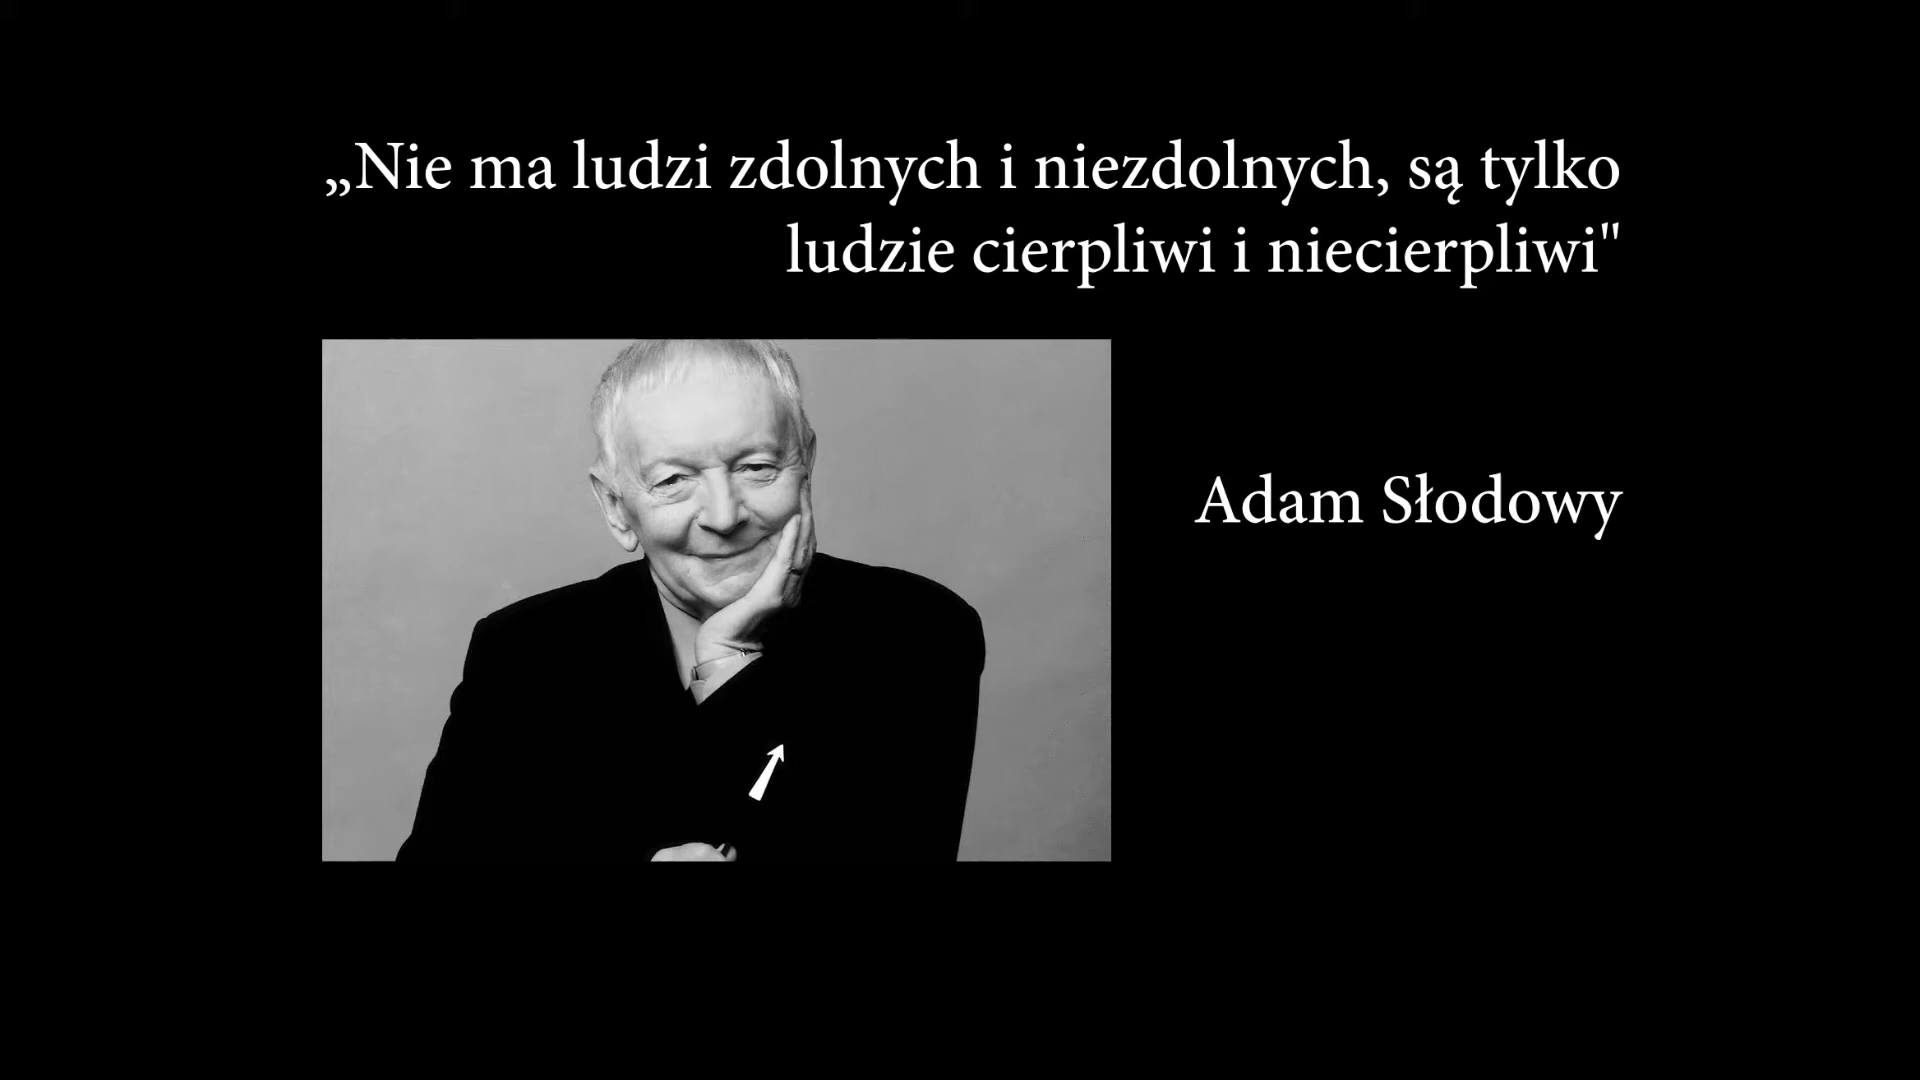 „Nie ma ludzi zdolnych i niezdolnych, są tylko
ludzie cierpliwi i niecierpliwi"
Adam Słodowy